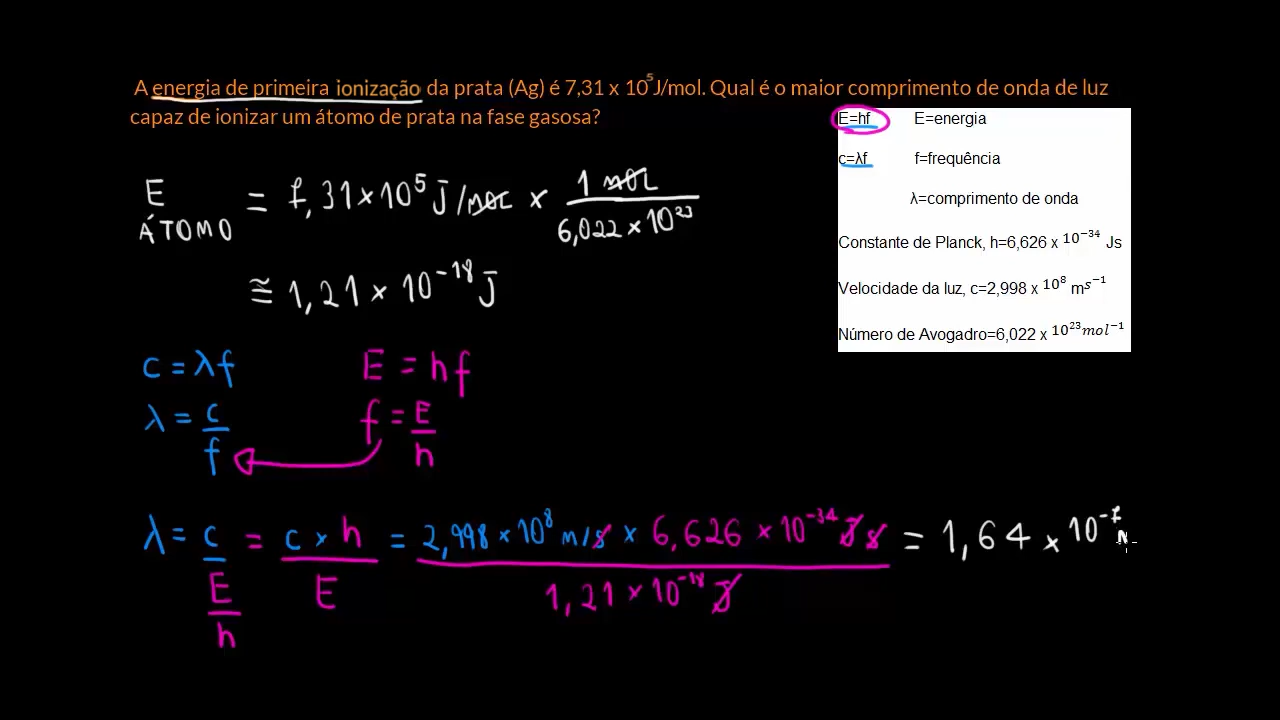 A energia de primeira ionização da prata (Ag) é 7,31 x 10⁵J/mol. Qual é o maior comprimento de onda de luz
capaz de ionizar um átomo de prata na fase gasosa?
E=hf E=energia
c=λf f=frequência
λ=comprimento de onda
Constante de Planck, h=6,626 x 10⁻³⁴ Js
Velocidade da luz, c=2,998 x 10⁸ ms⁻¹
Número de Avogadro=6,022 x 10²³mol⁻¹
E ÁTOMO = 7,31 × 10⁵ J/MOL × 1 MOL / 6,022 × 10²³
≅ 1,21 × 10⁻¹⁸ J
c = λf E = hf
λ = c/f f = E/h
λ = c/(E/h) = c × h / E = 2,998 × 10⁸ m/s × 6,626 × 10⁻³⁴ J s / 1,21 × 10⁻¹⁸ J = 1,64 × 10⁻⁷